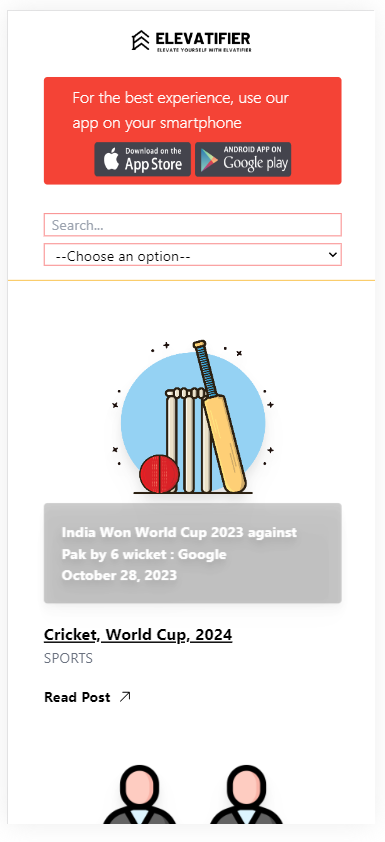 ELEVATIFIER
ELEVATE YOURSELF WITH ELVATIFIER
For the best experience, use our
app on your smartphone
Download on the
App Store
ANDROID APP ON
Google play
Search...
--Choose an option--
India Won World Cup 2023 against
Pak by 6 wicket : Google
October 28, 2023
Cricket, World Cup, 2024
SPORTS
Read Post